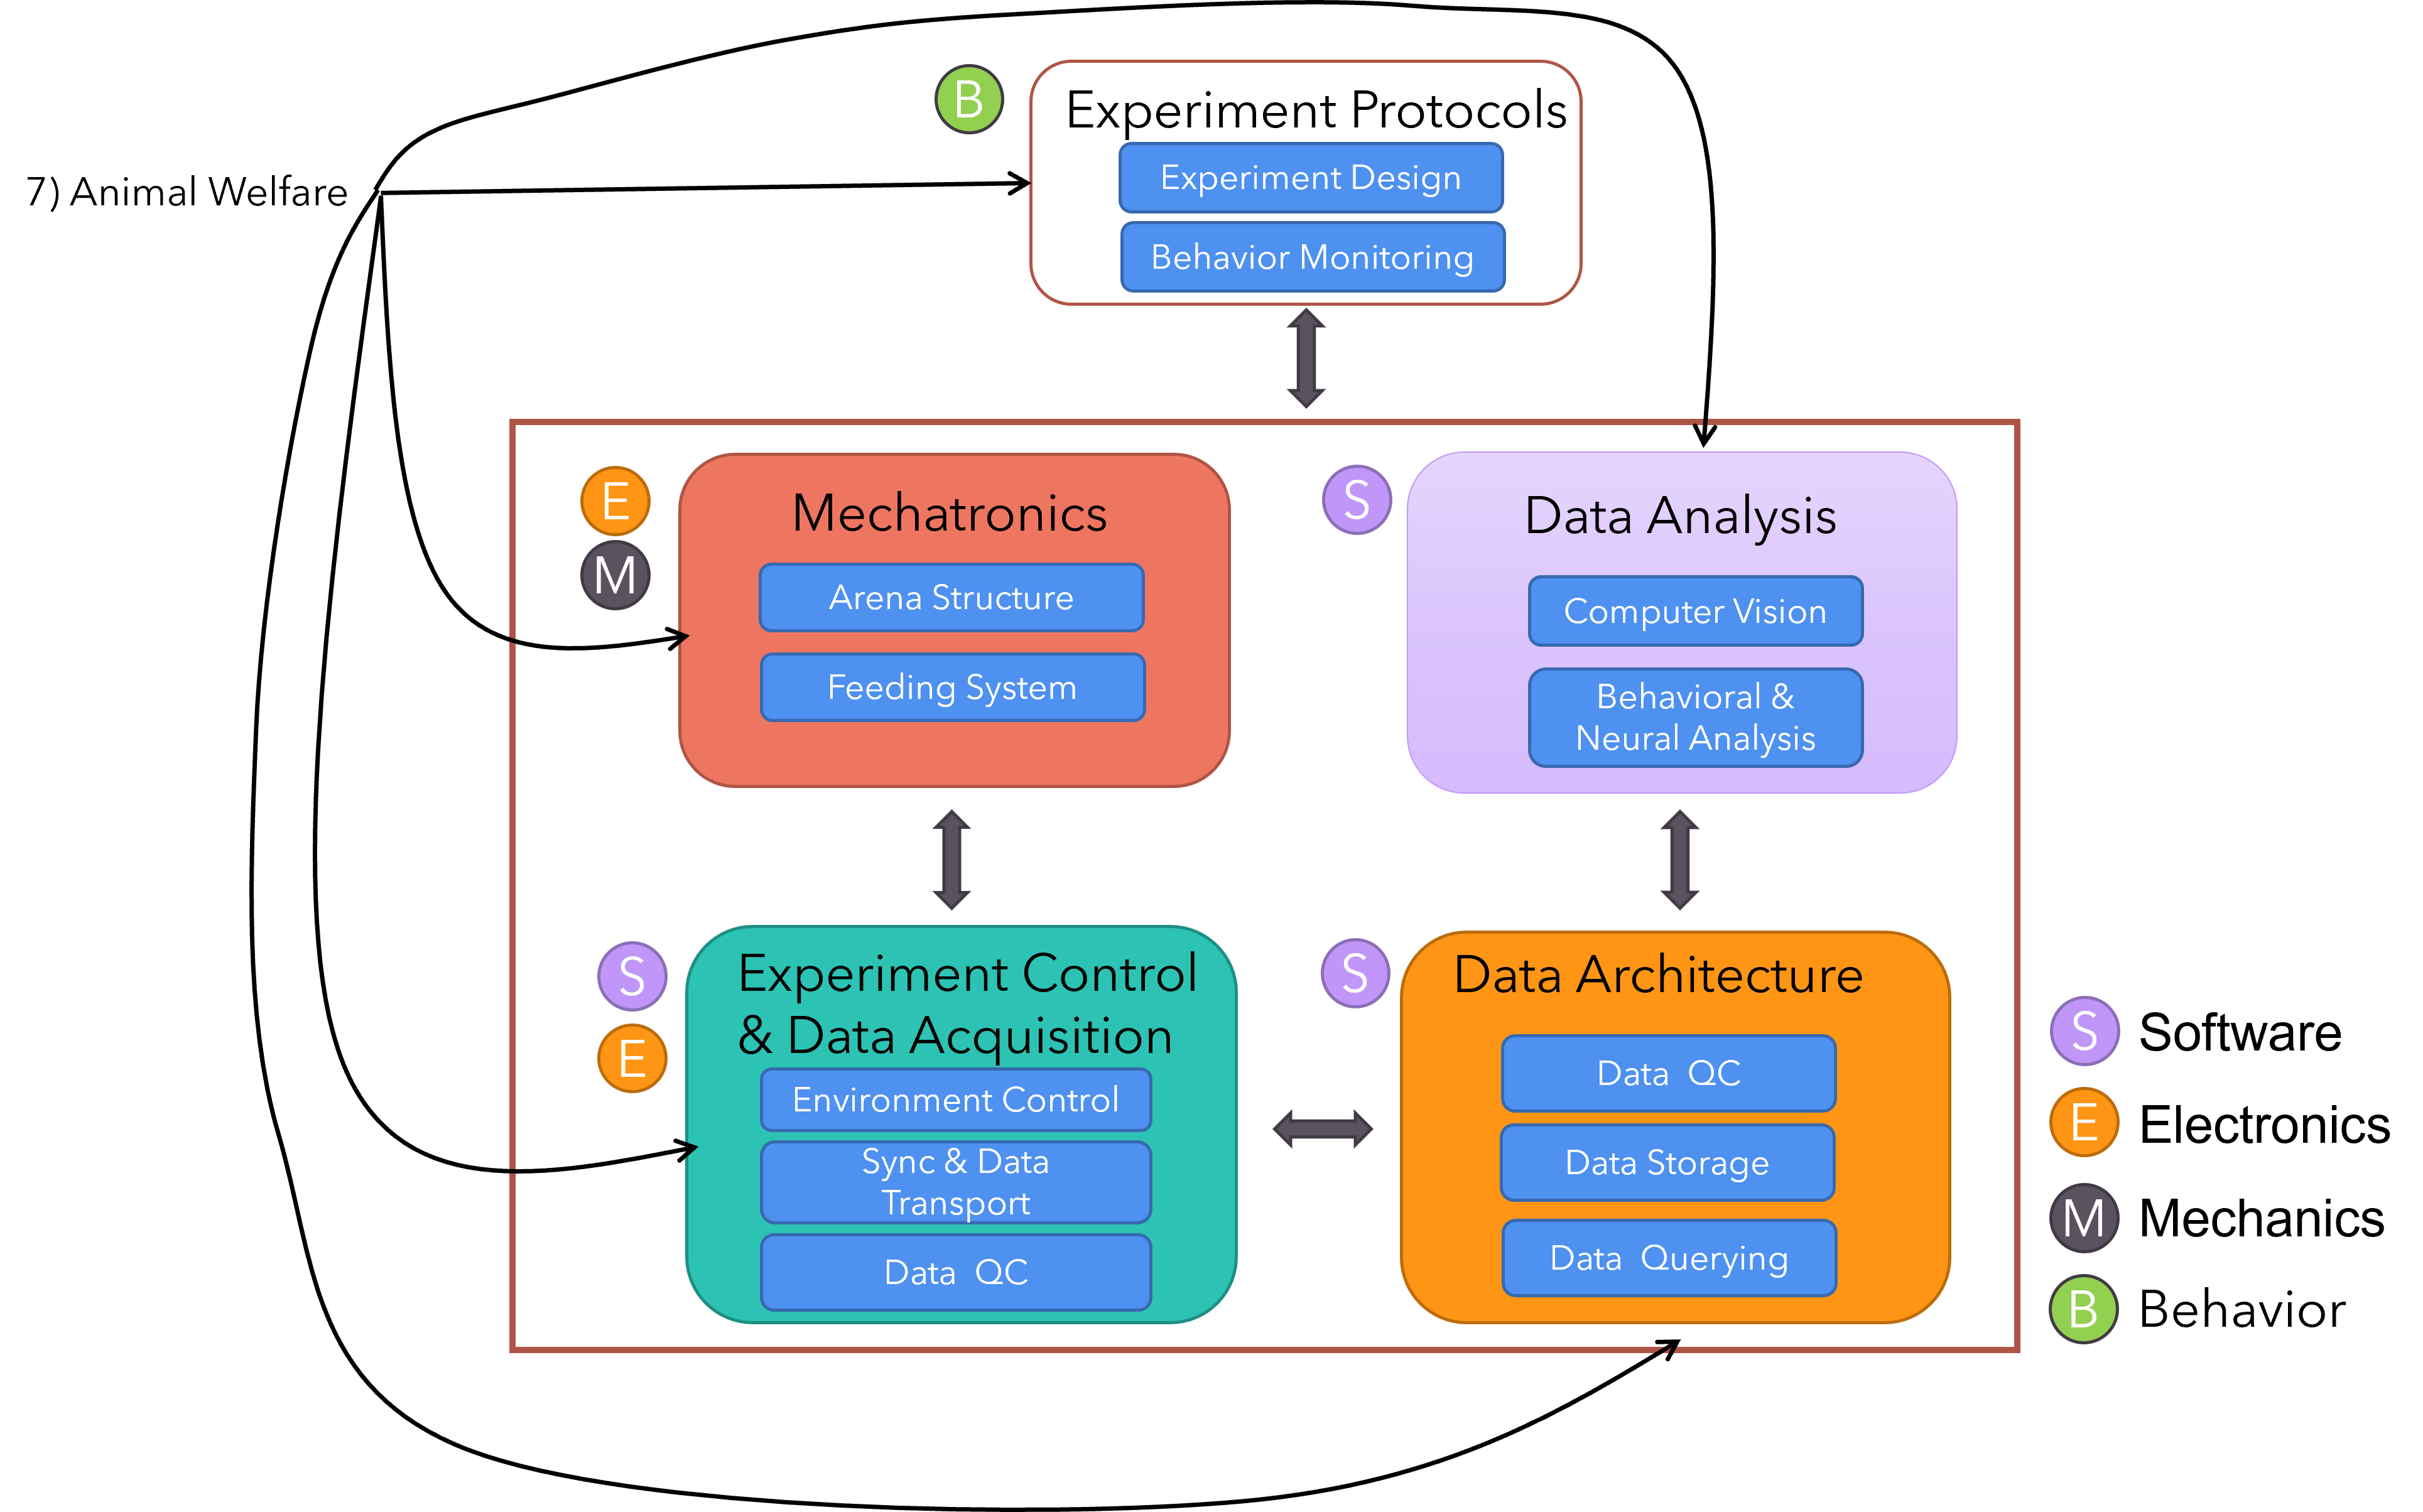 B
Experiment Protocols
Experiment Design
Behavior Monitoring
7) Animal Welfare
E
M
Mechatronics
Arena Structure
Feeding System
S
Data Analysis
Computer Vision
Behavioral &
Neural Analysis
S
E
Experiment Control
& Data Acquisition
Environment Control
Sync & Data
Transport
Data QC
S
Data Architecture
Data QC
Data Storage
Data Querying
S Software
E Electronics
M Mechanics
B Behavior